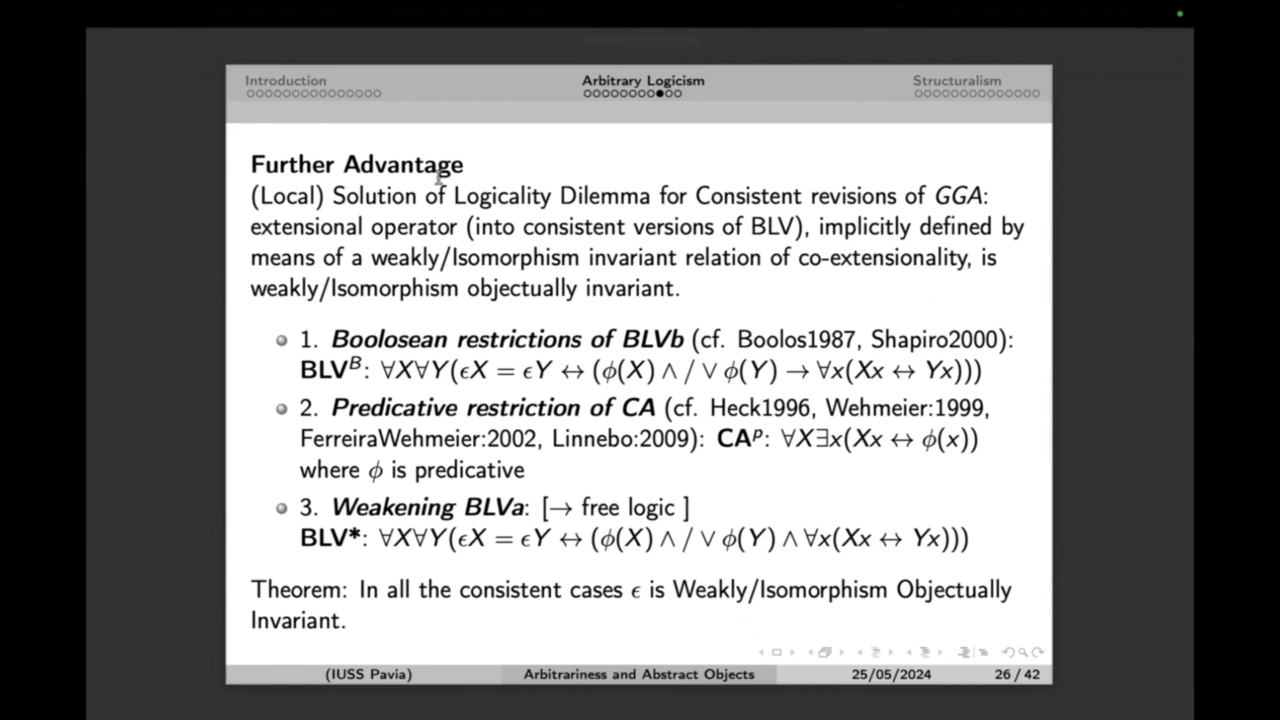 Introduction Arbitrary Logicism Structuralism
Further Advantage
(Local) Solution of Logicality Dilemma for Consistent revisions of GGA:
extensional operator (into consistent versions of BLV), implicitly defined by
means of a weakly/Isomorphism invariant relation of co-extensionality, is
weakly/Isomorphism objectually invariant.
1. Boolosean restrictions of BLVb (cf. Boolos1987, Shapiro2000):
BLVᴮ: ∀X∀Y(ϵX = ϵY ↔ (ϕ(X) ∧ / ∨ ϕ(Y) → ∀x(Xx ↔ Yx)))
2. Predicative restriction of CA (cf. Heck1996, Wehmeier:1999,
FerreiraWehmeier:2002, Linnebo:2009): CAᵖ: ∀X∃x(Xx ↔ ϕ(x))
where ϕ is predicative
3. Weakening BLVa: [→ free logic ]
BLV*: ∀X∀Y(ϵX = ϵY ↔ (ϕ(X) ∧ / ∨ ϕ(Y) ∧ ∀x(Xx ↔ Yx)))
Theorem: In all the consistent cases ϵ is Weakly/Isomorphism Objectually
Invariant.
(IUSS Pavia) Arbitrariness and Abstract Objects 25/05/2024 26 / 42